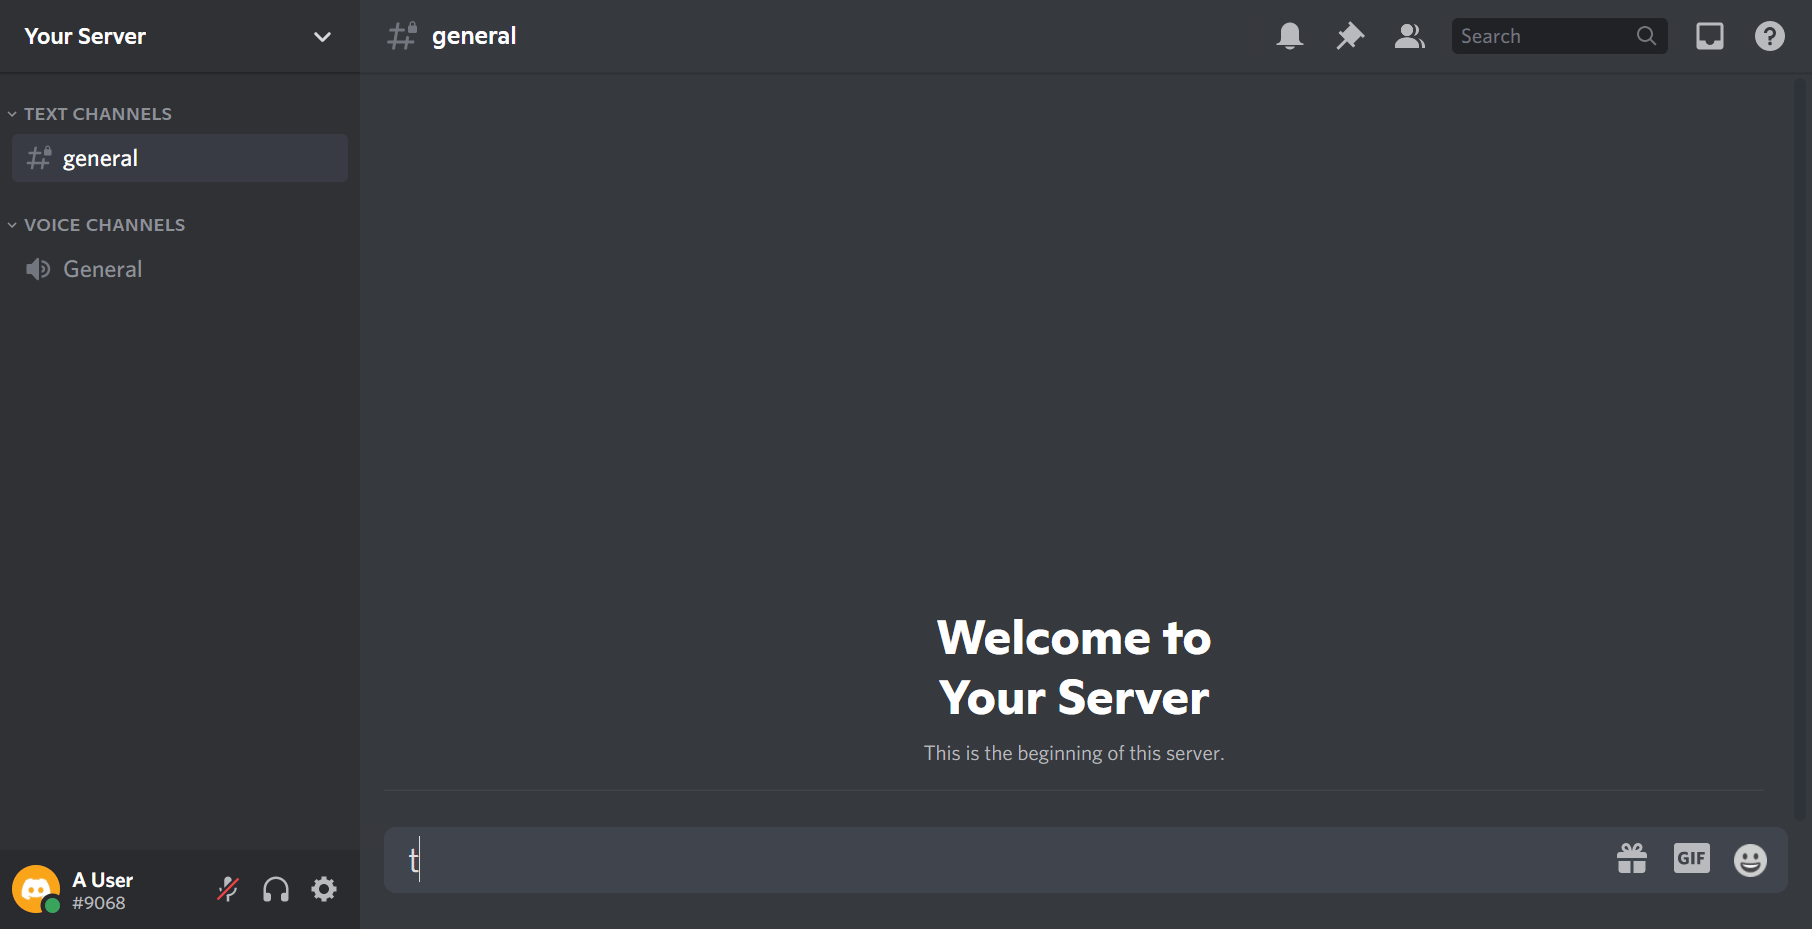 Your Server
general
Search
TEXT CHANNELS
general
VOICE CHANNELS
General
Welcome to
Your Server
This is the beginning of this server.
t
GIF
A User
#9068